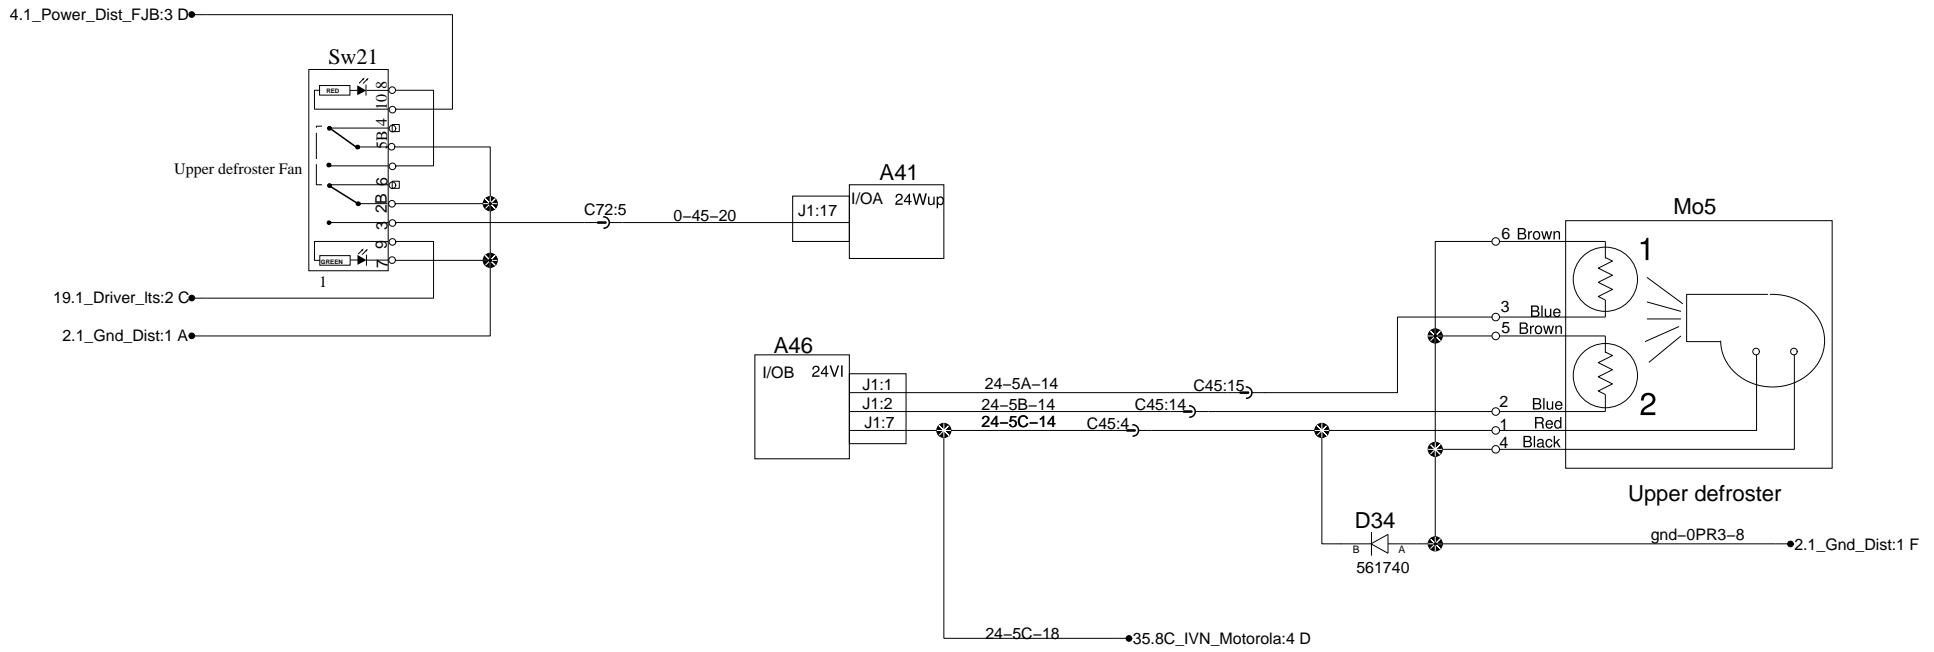 4.1_Power_Dist_FJB:3 D
Sw21
RED
8
10
4
5B
Upper defroster Fan
6
2B
3
9
GREEN
7
1
19.1_Driver_lts:2 C
2.1_Gnd_Dist:1 A
C72:5
0-45-20
A41
J1:17
I/OA
24Wup
A46
I/OB
24VI
J1:1
24-5A-14
C45:15
J1:2
24-5B-14
C45:14
J1:7
24-5C-14
C45:4
Mo5
6 Brown
1
3 Blue
5 Brown
2 Blue
2
1 Red
4 Black
Upper defroster
D34
B
A
561740
gnd-0PR3-8
2.1_Gnd_Dist:1 F
24-5C-18
35.8C_IVN_Motorola:4 D